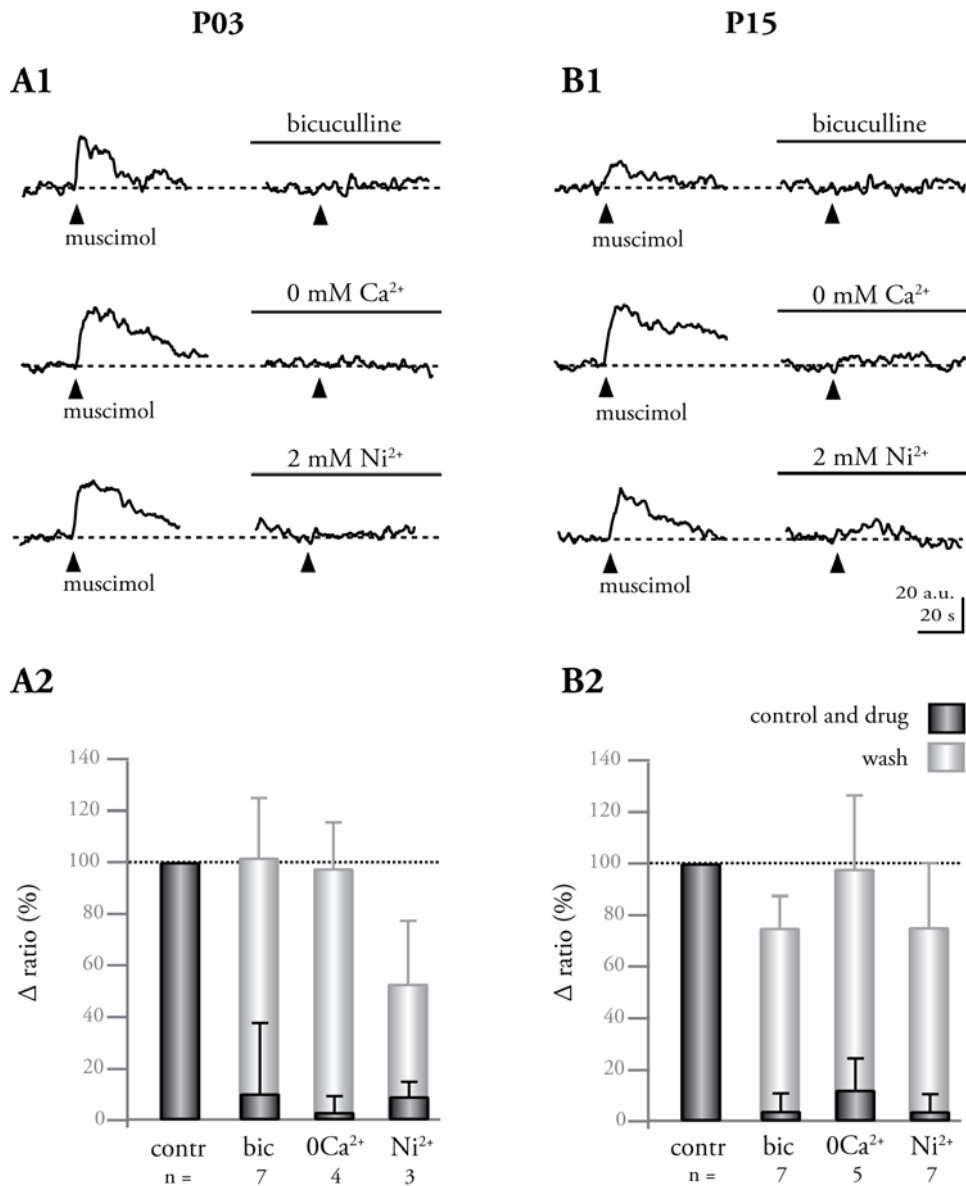 P03 P15
A1 B1
bicuculline bicuculline
muscimol muscimol
0 mM Ca²⁺ 0 mM Ca²⁺
muscimol muscimol
2 mM Ni²⁺ 2 mM Ni²⁺
muscimol muscimol
20 a.u.
20 s
A2 B2
control and drug
wash
140 140
120 120
100 100
80 80
60 60
40 40
20 20
0 0
Δ ratio (%) Δ ratio (%)
contr bic 0Ca²⁺ Ni²⁺ contr bic 0Ca²⁺ Ni²⁺
n = 7 4 3 n = 7 5 7